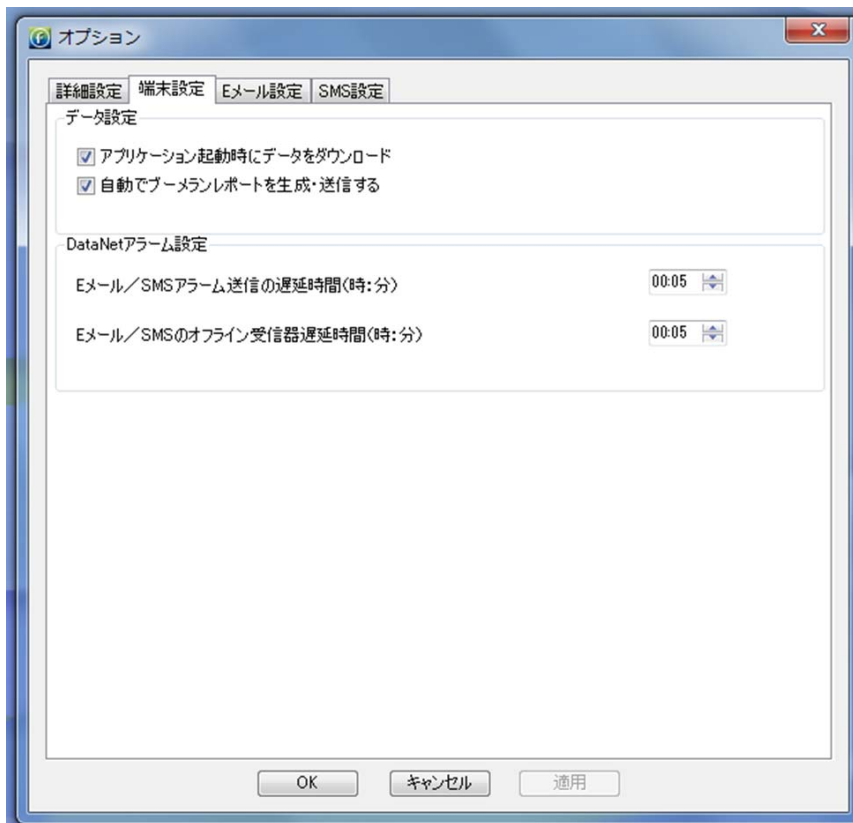 オプション
詳細設定 端末設定 Eメール設定 SMS設定
データ設定
アプリケーション起動時にデータをダウンロード
自動でブーメランレポートを生成・送信する
DataNetアラーム設定
Eメール／SMSアラーム送信の遅延時間(時:分) 00:05
Eメール／SMSのオフライン受信器遅延時間(時:分) 00:05
OK キャンセル 適用